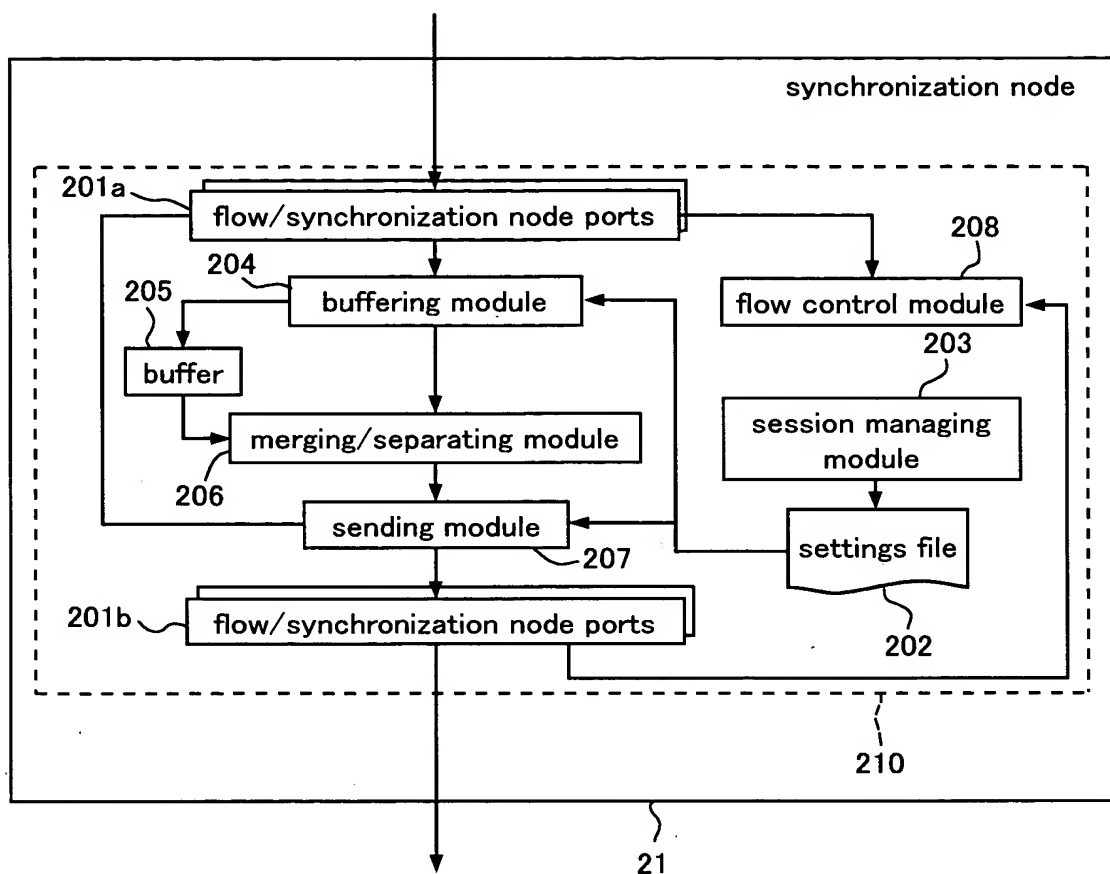 synchronization node
201a
flow/synchronization node ports
204
208
buffering module
flow control module
205
203
buffer
merging/separating module
session managing
module
206
sending module
settings file
207
201b
flow/synchronization node ports
202
210
21